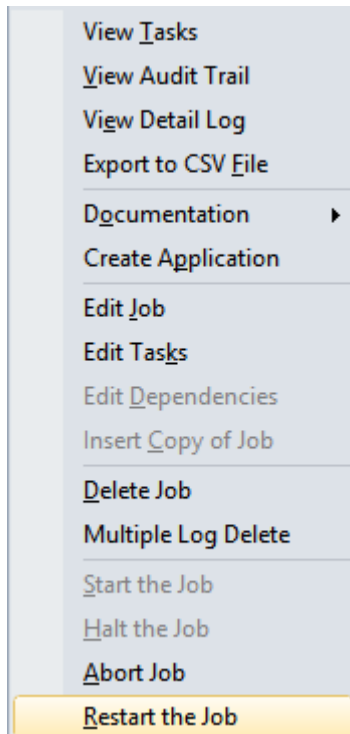 View Tasks
View Audit Trail
View Detail Log
Export to CSV File
Documentation
Create Application
Edit Job
Edit Tasks
Edit Dependencies
Insert Copy of Job
Delete Job
Multiple Log Delete
Start the Job
Halt the Job
Abort Job
Restart the Job